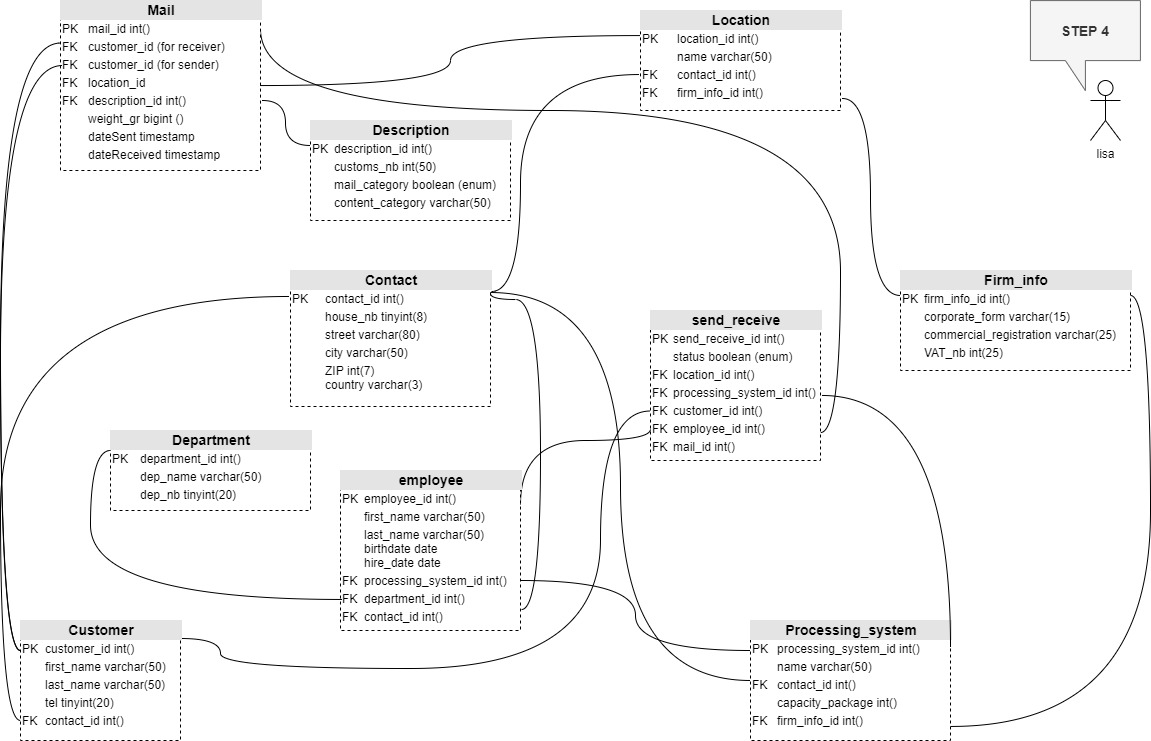 Mail
PK mail_id int()
FK customer_id (for receiver)
FK customer_id (for sender)
FK location_id
FK description_id int()
weight_gr bigint ()
dateSent timestamp
dateReceived timestamp
Location
PK location_id int()
name varchar(50)
FK contact_id int()
FK firm_info_id int()
STEP 4
lisa
Description
PK description_id int()
customs_nb int(50)
mail_category boolean (enum)
content_category varchar(50)
Contact
PK contact_id int()
house_nb tinyint(8)
street varchar(80)
city varchar(50)
ZIP int(7)
country varchar(3)
Firm_info
PK firm_info_id int()
corporate_form varchar(15)
commercial_registration varchar(25)
VAT_nb int(25)
send_receive
PK send_receive_id int()
status boolean (enum)
FK location_id int()
FK processing_system_id int()
FK customer_id int()
FK employee_id int()
FK mail_id int()
Department
PK department_id int()
dep_name varchar(50)
dep_nb tinyint(20)
employee
PK employee_id int()
first_name varchar(50)
last_name varchar(50)
birthdate date
hire_date date
FK processing_system_id int()
FK department_id int()
FK contact_id int()
Customer
PK customer_id int()
first_name varchar(50)
last_name varchar(50)
tel tinyint(20)
FK contact_id int()
Processing_system
PK processing_system_id int()
name varchar(50)
FK contact_id int()
capacity_package int()
FK firm_info_id int()